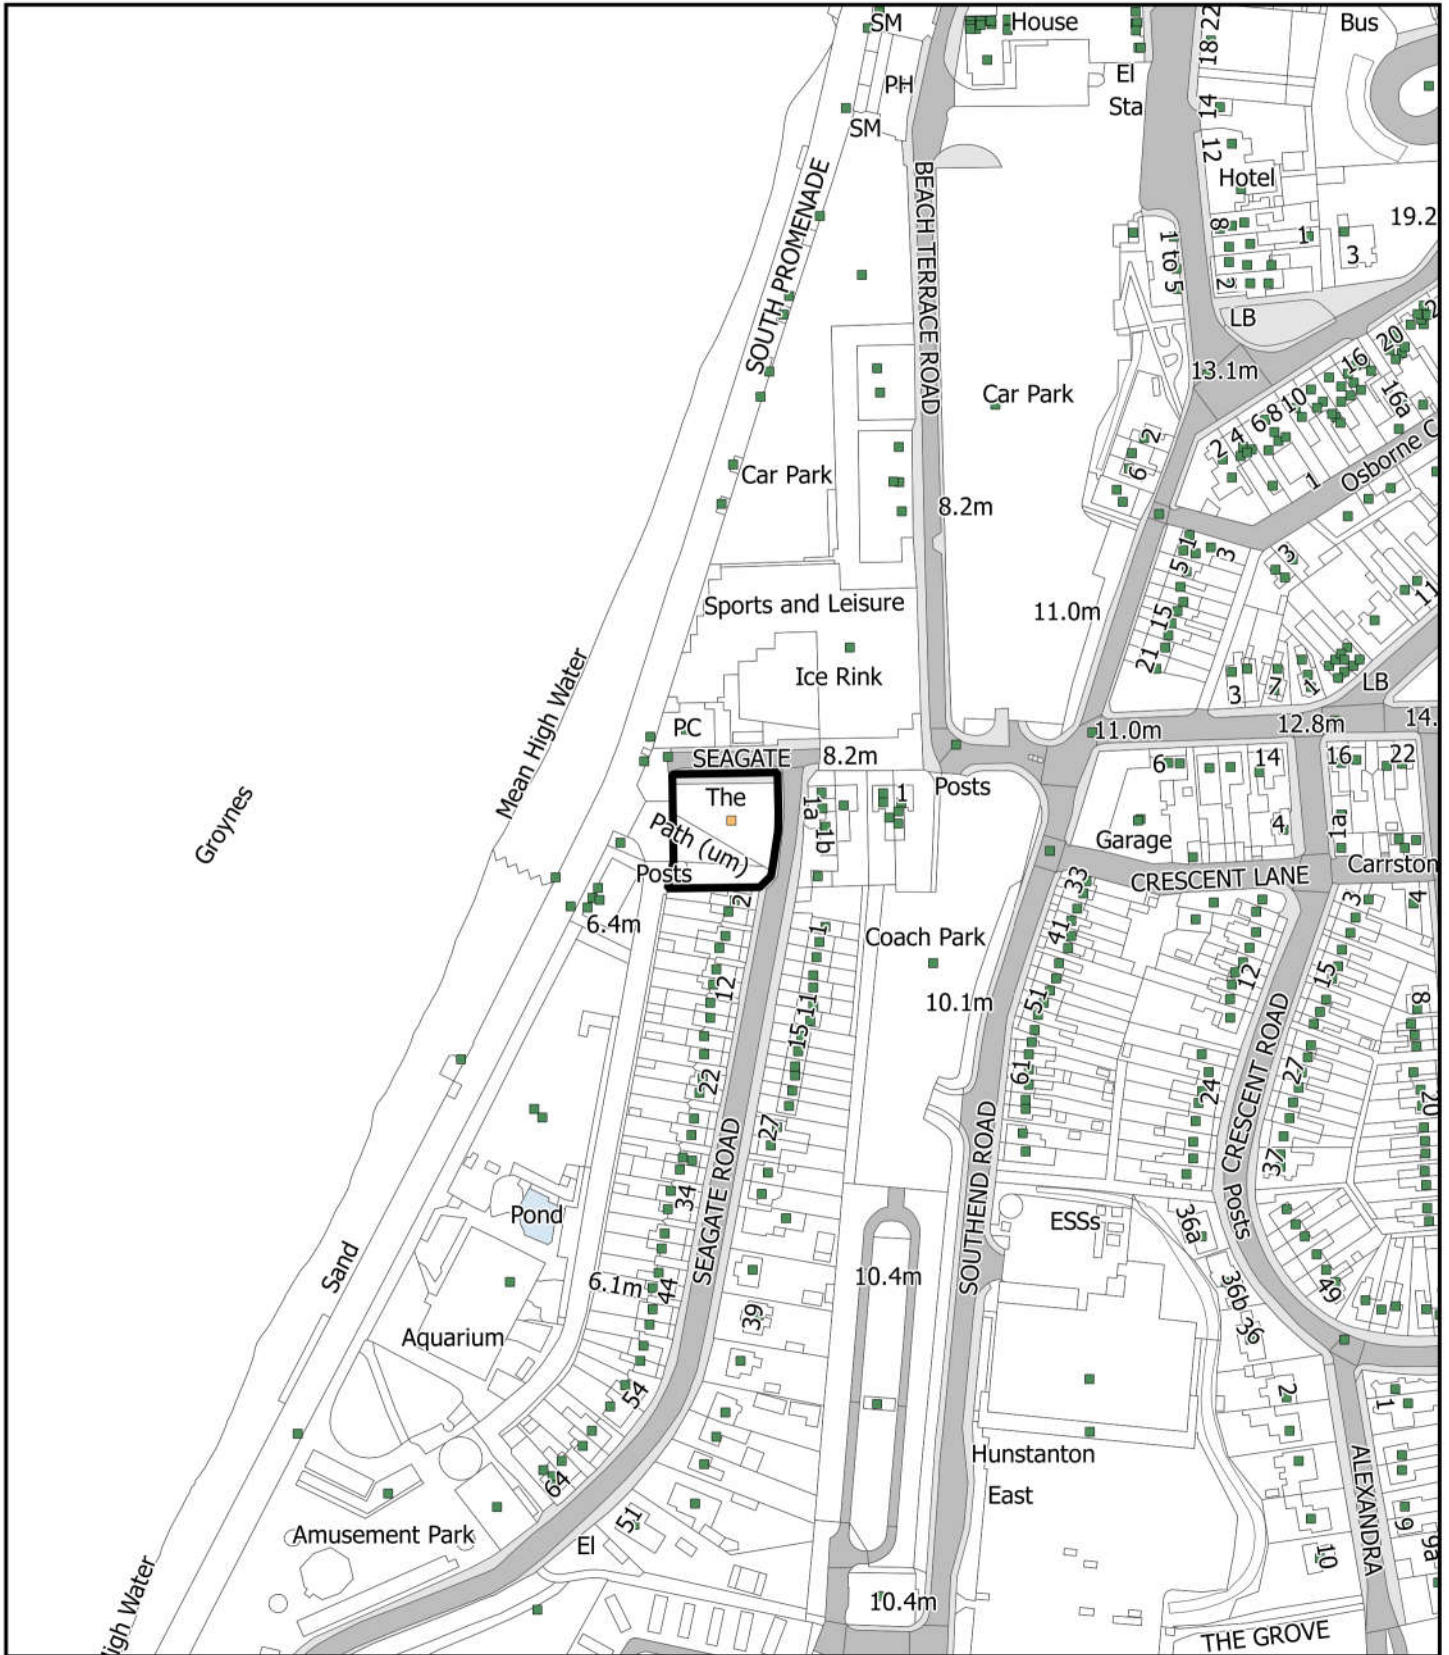 SM
House
22
Bus
18
PH
El
Sta
14
SM
12
Hotel
SOUTH PROMENADE
BEACH TERRACE ROAD
8
19.2
1 to 5
1
3
2
LB
2
20
13.1m
16
16a
10
8
6
4
2
Car Park
2
6
1
Osborne C
Car Park
8.2m
1
3
3
5
Sports and Leisure
11.0m
15
11
21
Ice Rink
3
7
1
LB
Mean High Water
PC
11.0m
12.8m
14.
SEAGATE
8.2m
6
14
16
22
The
1a
1
Posts
Path (um)
1b
Garage
4
1a
Groynes
Posts
33
CRESCENT LANE
Carrston
2
3
4
6.4m
1
Coach Park
41
12
12
15
10.1m
51
11
8
15
22
61
24
27
20
27
CRESCENT ROAD
37
SEAGATE ROAD
SOUTHEND ROAD
34
Pond
ESSs
36a
Posts
Sand
6.1m
44
10.4m
36b
49
39
36
Aquarium
54
2
1
Hunstanton
East
64
ALEXANDRA
Amusement Park
51
El
9
10
9a
High Water
10.4m
THE GROVE